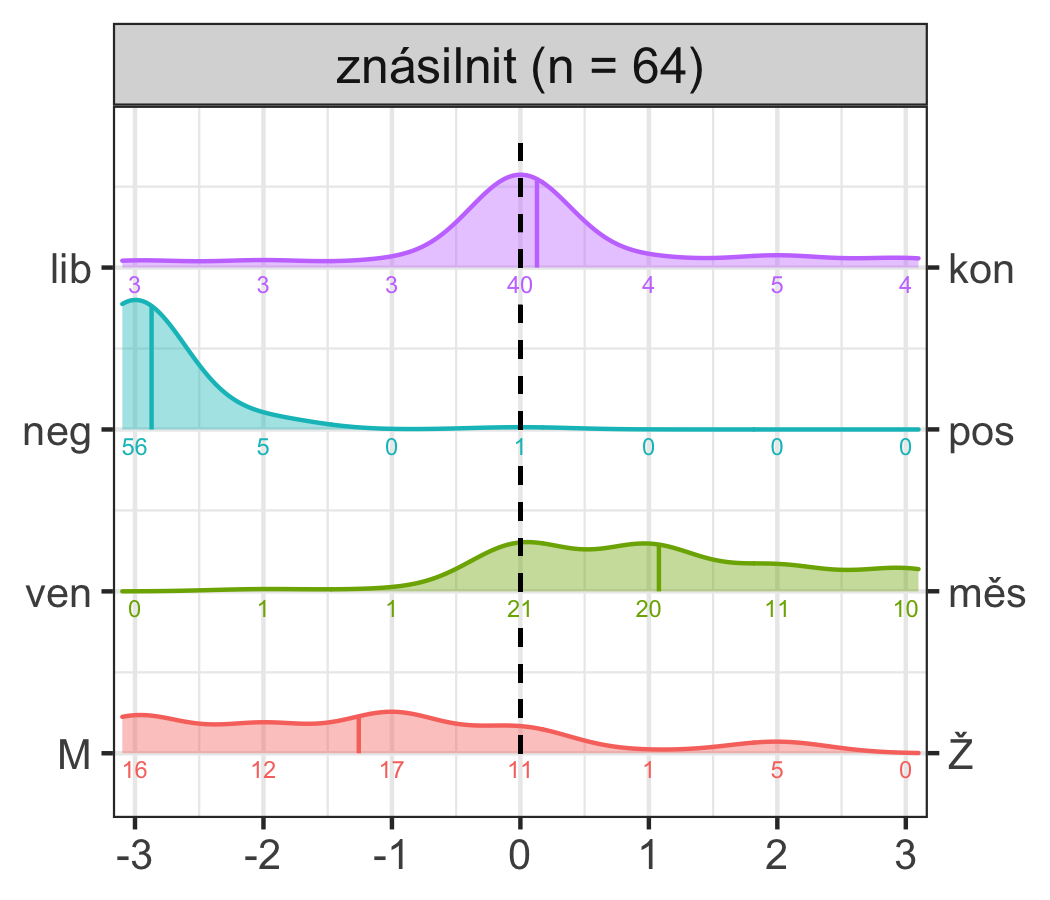 znásilnit (n = 64)
lib kon
3 3 3 40 4 5 4
neg pos
56 5 0 1 0 0 0
ven měs
0 1 1 21 20 11 10
M Ž
16 12 17 11 1 5 0
-3 -2 -1 0 1 2 3